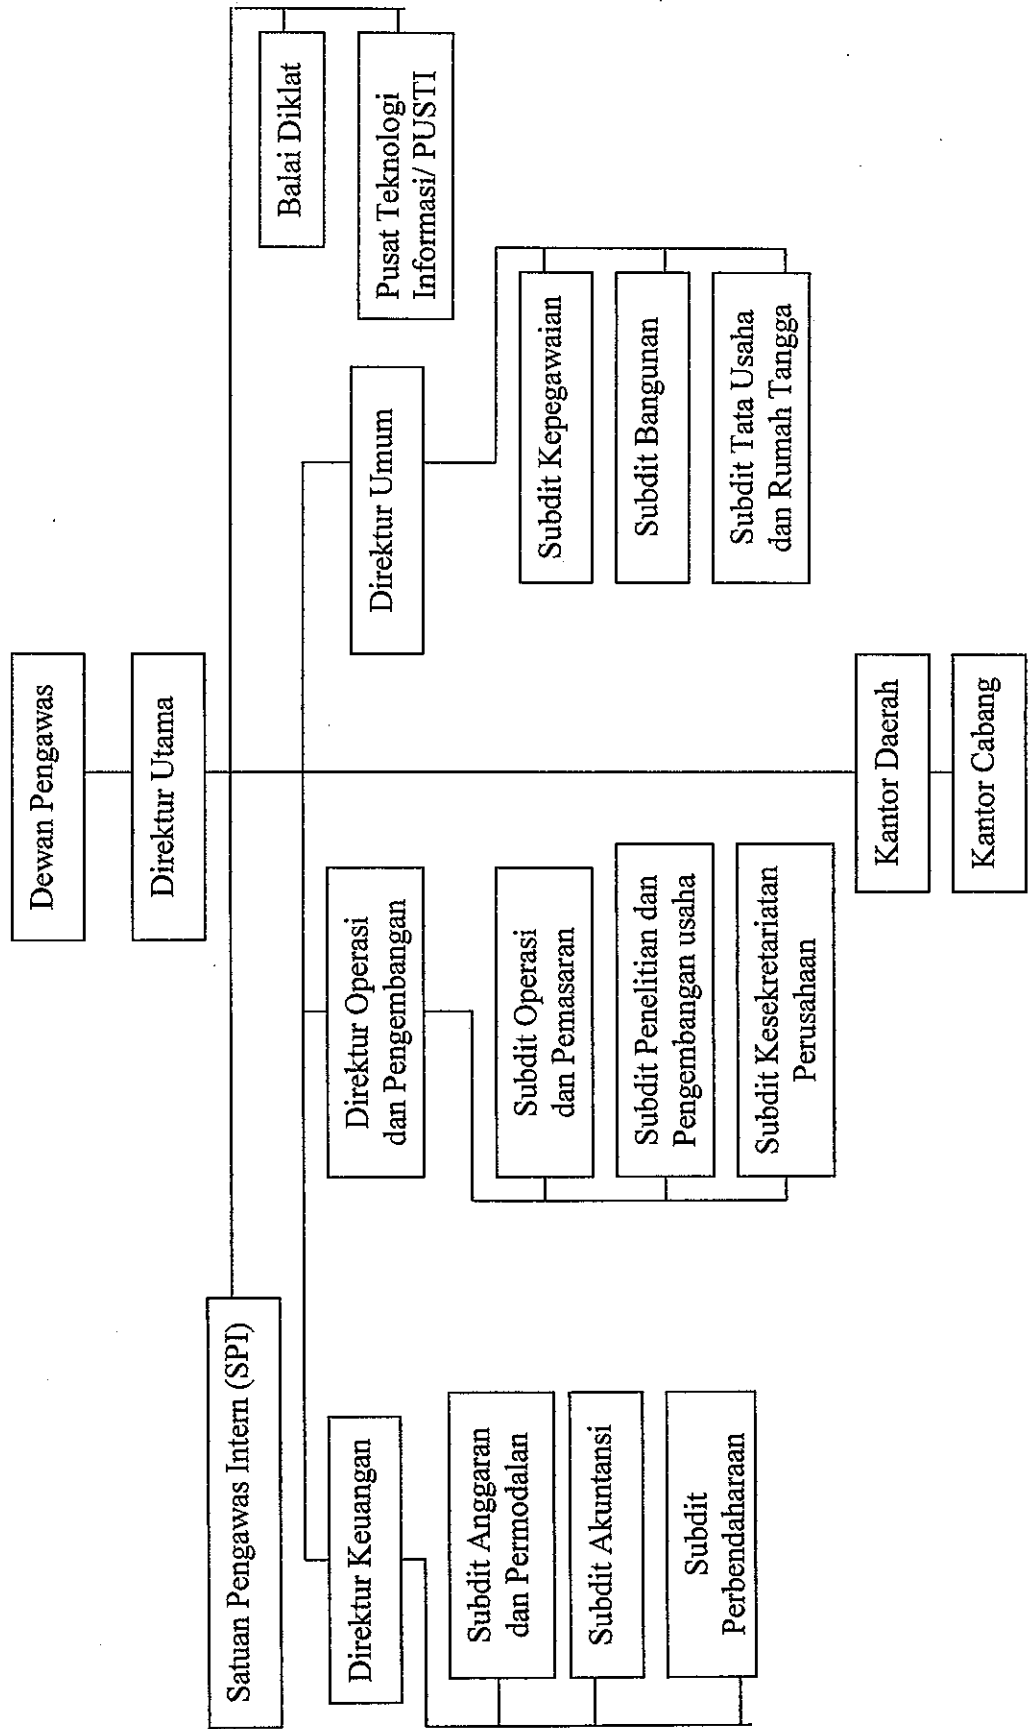 Dewan Pengawas
Direktur Utama
Satuan Pengawas Intern (SPI)
Balai Diklat
Pusat Teknologi
Informasi/ PUSTI
Direktur Keuangan
Subdit Anggaran
dan Permodalan
Subdit Akuntansi
Subdit
Perbendaharaan
Direktur Operasi
dan Pengembangan
Subdit Operasi
dan Pemasaran
Subdit Penelitian dan
Pengembangan usaha
Subdit Kesekretariatan
Perusahaan
Direktur Umum
Subdit Kepegawaian
Subdit Bangunan
Subdit Tata Usaha
dan Rumah Tangga
Kantor Daerah
Kantor Cabang